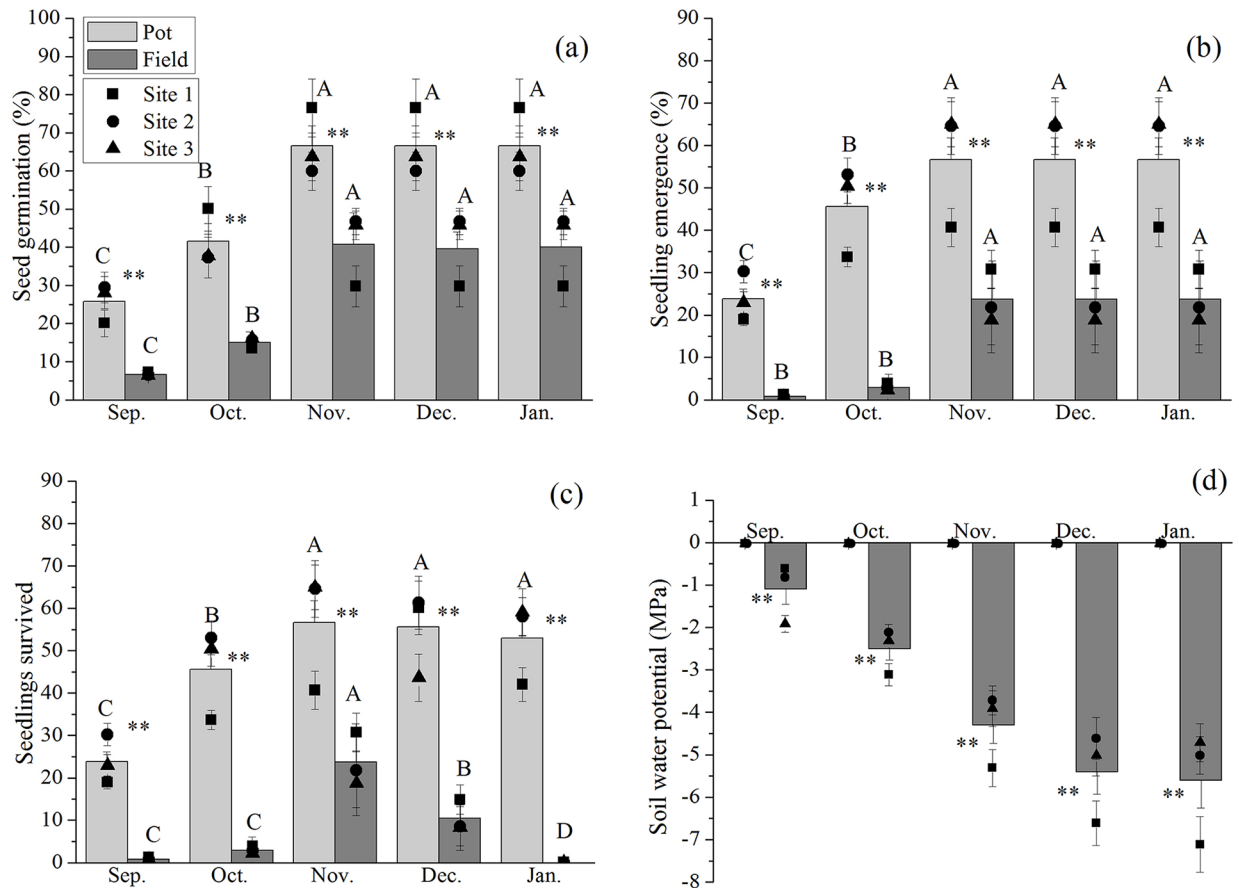 100
90
80
70
60
50
40
30
20
10
0
Seed germination (%)
Pot
Field
Site 1
Site 2
Site 3
(a)
C
**
C
B
**
B
A
**
A
A
**
A
A
**
A
Sep.
Oct.
Nov.
Dec.
Jan.
90
80
70
60
50
40
30
20
10
0
Seedling emergence (%)
(b)
C
**
B
B
**
B
A
**
A
A
**
A
A
**
A
Sep.
Oct.
Nov.
Dec.
Jan.
90
80
70
60
50
40
30
20
10
0
Seedlings survived
(c)
C
**
C
B
**
C
A
**
A
A
**
B
A
**
D
Sep.
Oct.
Nov.
Dec.
Jan.
1
0
-1
-2
-3
-4
-5
-6
-7
-8
Soil water potential (MPa)
(d)
Sep.
Oct.
Nov.
Dec.
Jan.
**
**
**
**
**